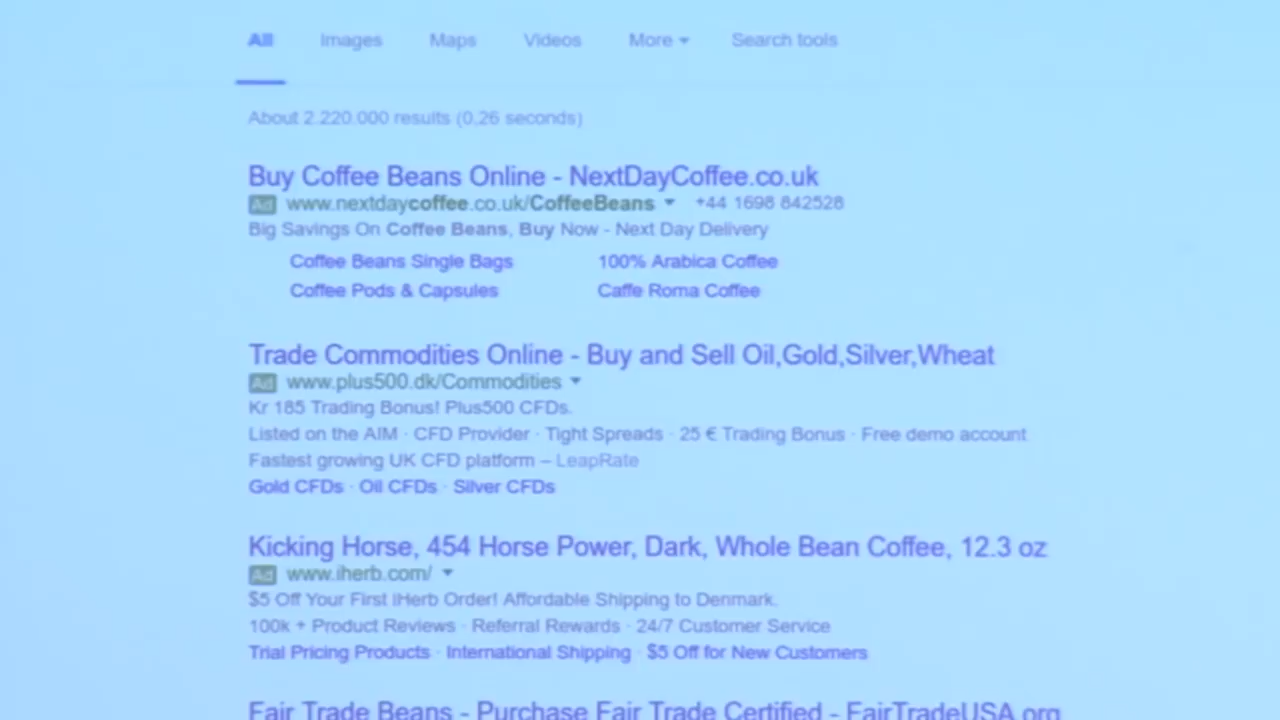 All Images Maps Videos More Search tools
About 2.220.000 results (0,26 seconds)
Buy Coffee Beans Online - NextDayCoffee.co.uk
Ad www.nextdaycoffee.co.uk/CoffeeBeans +44 1698 842528
Big Savings On Coffee Beans, Buy Now - Next Day Delivery
Coffee Beans Single Bags 100% Arabica Coffee
Coffee Pods & Capsules Caffe Roma Coffee
Trade Commodities Online - Buy and Sell Oil,Gold,Silver,Wheat
Ad www.plus500.dk/Commodities
Kr 185 Trading Bonus! Plus500 CFDs.
Listed on the AIM · CFD Provider · Tight Spreads · 25 € Trading Bonus · Free demo account
Fastest growing UK CFD platform – LeapRate
Gold CFDs · Oil CFDs · Silver CFDs
Kicking Horse, 454 Horse Power, Dark, Whole Bean Coffee, 12.3 oz
Ad www.iherb.com/
$5 Off Your First iHerb Order! Affordable Shipping to Denmark.
100k + Product Reviews · Referral Rewards · 24/7 Customer Service
Trial Pricing Products · International Shipping · $5 Off for New Customers
Fair Trade Beans - Purchase Fair Trade Certified - FairTradeUSA.org